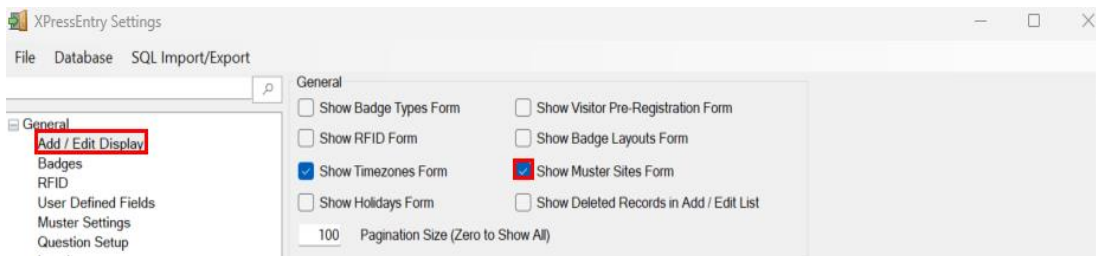 XPressEntry Settings
File Database SQL Import/Export
General
Add / Edit Display
Badges
RFID
User Defined Fields
Muster Settings
Question Setup
General
Show Badge Types Form Show Visitor Pre-Registration Form
Show RFID Form Show Badge Layouts Form
Show Timezones Form Show Muster Sites Form
Show Holidays Form Show Deleted Records in Add / Edit List
100 Pagination Size (Zero to Show All)